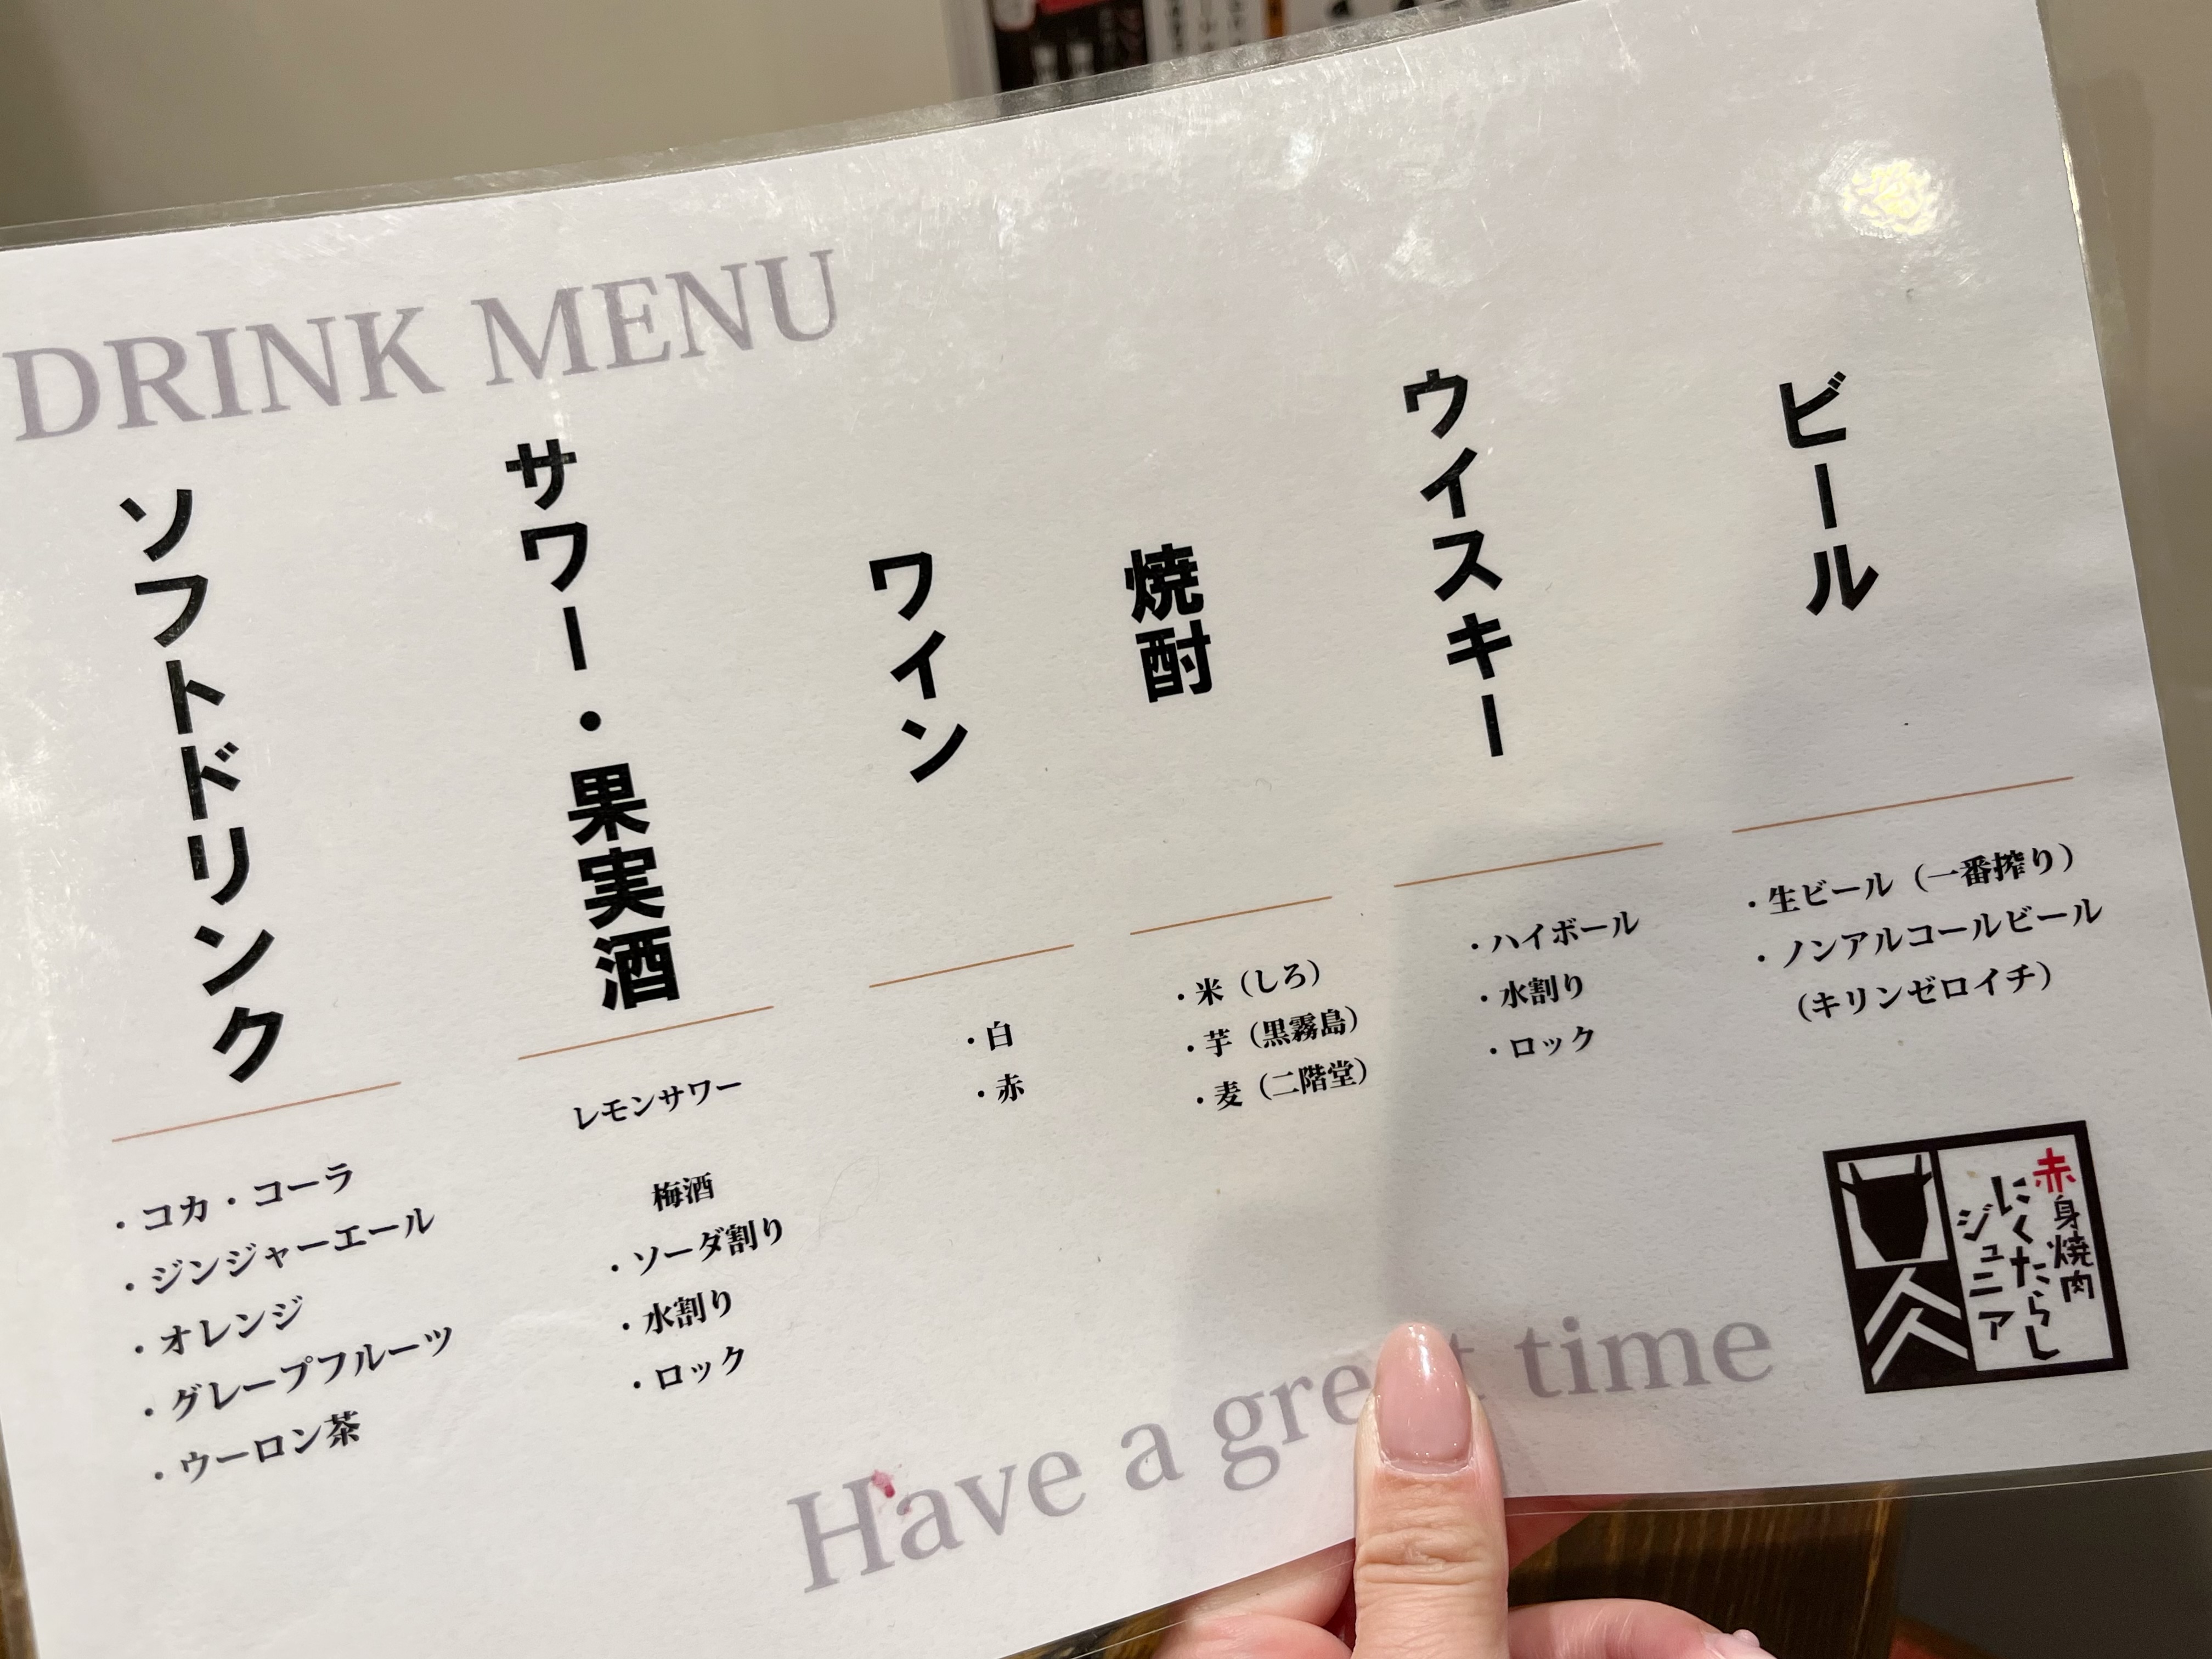 DRINK MENU
ビール
・生ビール（一番搾り）
・ノンアルコールビール
（キリンゼロイチ）
ウイスキー
・ハイボール
・水割り
・ロック
焼酎
・米（しろ）
・芋（黒霧島）
・麦（二階堂）
ワイン
・白
・赤
サワー・果実酒
レモンサワー
梅酒
・ソーダ割り
・水割り
・ロック
ソフトドリンク
・コカ・コーラ
・ジンジャーエール
・オレンジ
・グレープフルーツ
・ウーロン茶
Have a great time
赤身焼肉
にくたらし
ジュニア